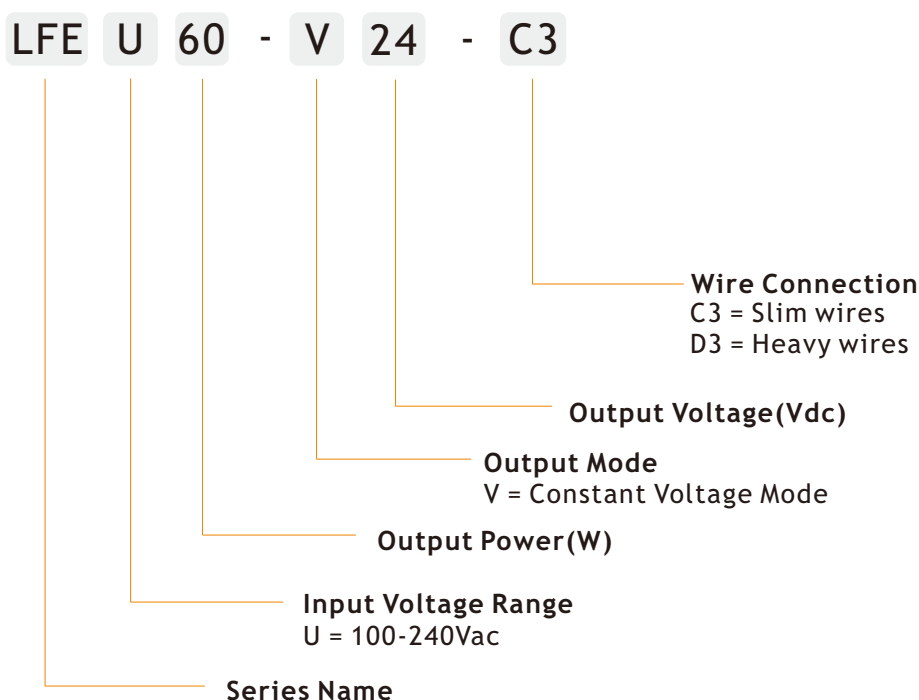 LFE U 60 - V 24 - C3
Wire Connection
C3 = Slim wires
D3 = Heavy wires
Output Voltage(Vdc)
Output Mode
V = Constant Voltage Mode
Output Power(W)
Input Voltage Range
U = 100-240Vac
Series Name